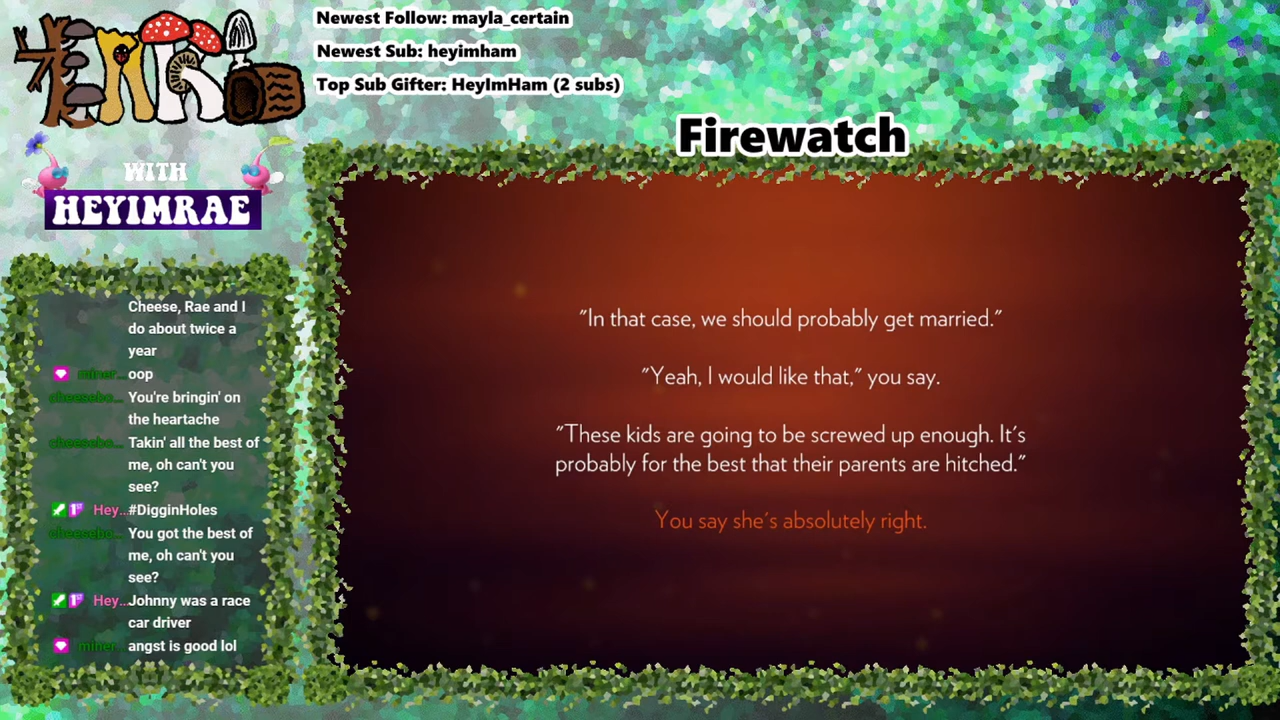 Newest Follow: mayla_certain
Newest Sub: heyimham
Top Sub Gifter: HeyImHam (2 subs)
Firewatch
WITH
HEYIMRAE
Cheese, Rae and I
do about twice a
year
miner... oop
cheesebo... You're bringin' on
the heartache
cheesebo... Takin' all the best of
me, oh can't you
see?
Hey... #DigginHoles
cheesebo... You got the best of
me, oh can't you
see?
Hey... Johnny was a race
car driver
miner... angst is good lol
"In that case, we should probably get married."
"Yeah, I would like that," you say.
"These kids are going to be screwed up enough. It's
probably for the best that their parents are hitched."
You say she's absolutely right.